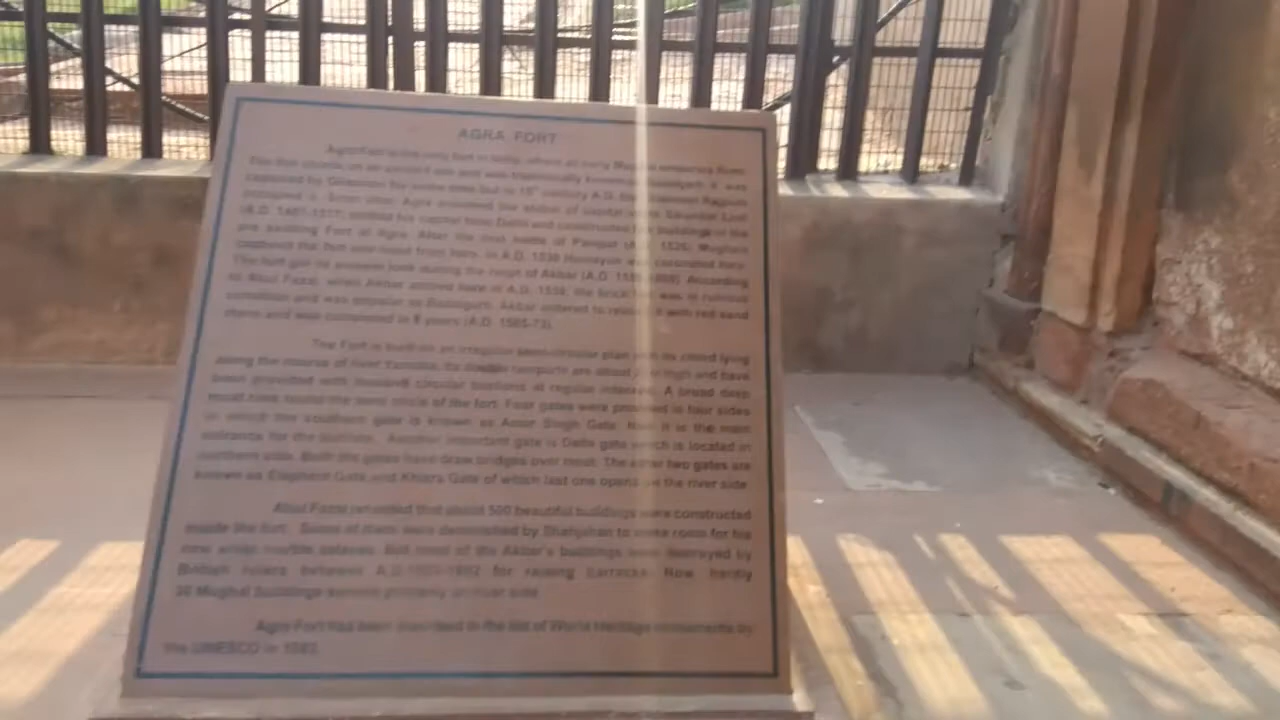 AGRA FORT
Agra Fort is the only fort in India where all early Mughal emperors lived.
The fort stands on an ancient site and was traditionally known as Badalgarh. It was
captured by Ghaznavi for some time but in 15th century A.D. the Chauhan Rajputs
occupied it. Soon after, Agra assumed the status of capital when Sikandar Lodi
(A.D. 1487-1517) shifted his capital from Delhi and constructed few buildings in the
pre existing Fort at Agra. After the first battle of Panipat (A.D. 1526) Mughals
captured the fort and ruled from here. In A.D. 1530 Humayun was coronated here.
The fort got its present look during the reign of Akbar (A.D. According
to Abul Fazal, when Akbar arrived here in A.D. 1558, the brick fort was in ruinous
condition and was popular as Badalgarh. Akbar ordered to it with red sand
stone and was completed in 8 years (A.D. 1565-73).
The Fort is built on an irregular semi-circular plan with its chord lying
along the course of river Yamuna. Its double ramparts are about high and have
been provided with massive circular bastions at regular intervals. A broad deep
moat runs round the semi circle of the fort. Four gates were provided in four sides
in which the southern gate is known as Amar Singh Gate. Now it is the main
entrance for the tourists. Another important gate is Delhi gate which is located in
northern side. Both the gates have draw bridges over moat. The other two gates are
known as Elephant Gate and Khizra Gate of which last one opens on the river side.
Abul Fazal recorded that about 500 beautiful buildings were constructed
inside the fort. Some of them were demolished by Shahjahan to make room for his
new white marble palaces. But most of the Akbar's buildings were destroyed by
British rulers between A.D. for raising barracks. Now hardly
30 Mughal buildings survive primarily on river side.
Agra Fort had been inscribed in the list of World Heritage monuments by
the UNESCO in 1983.